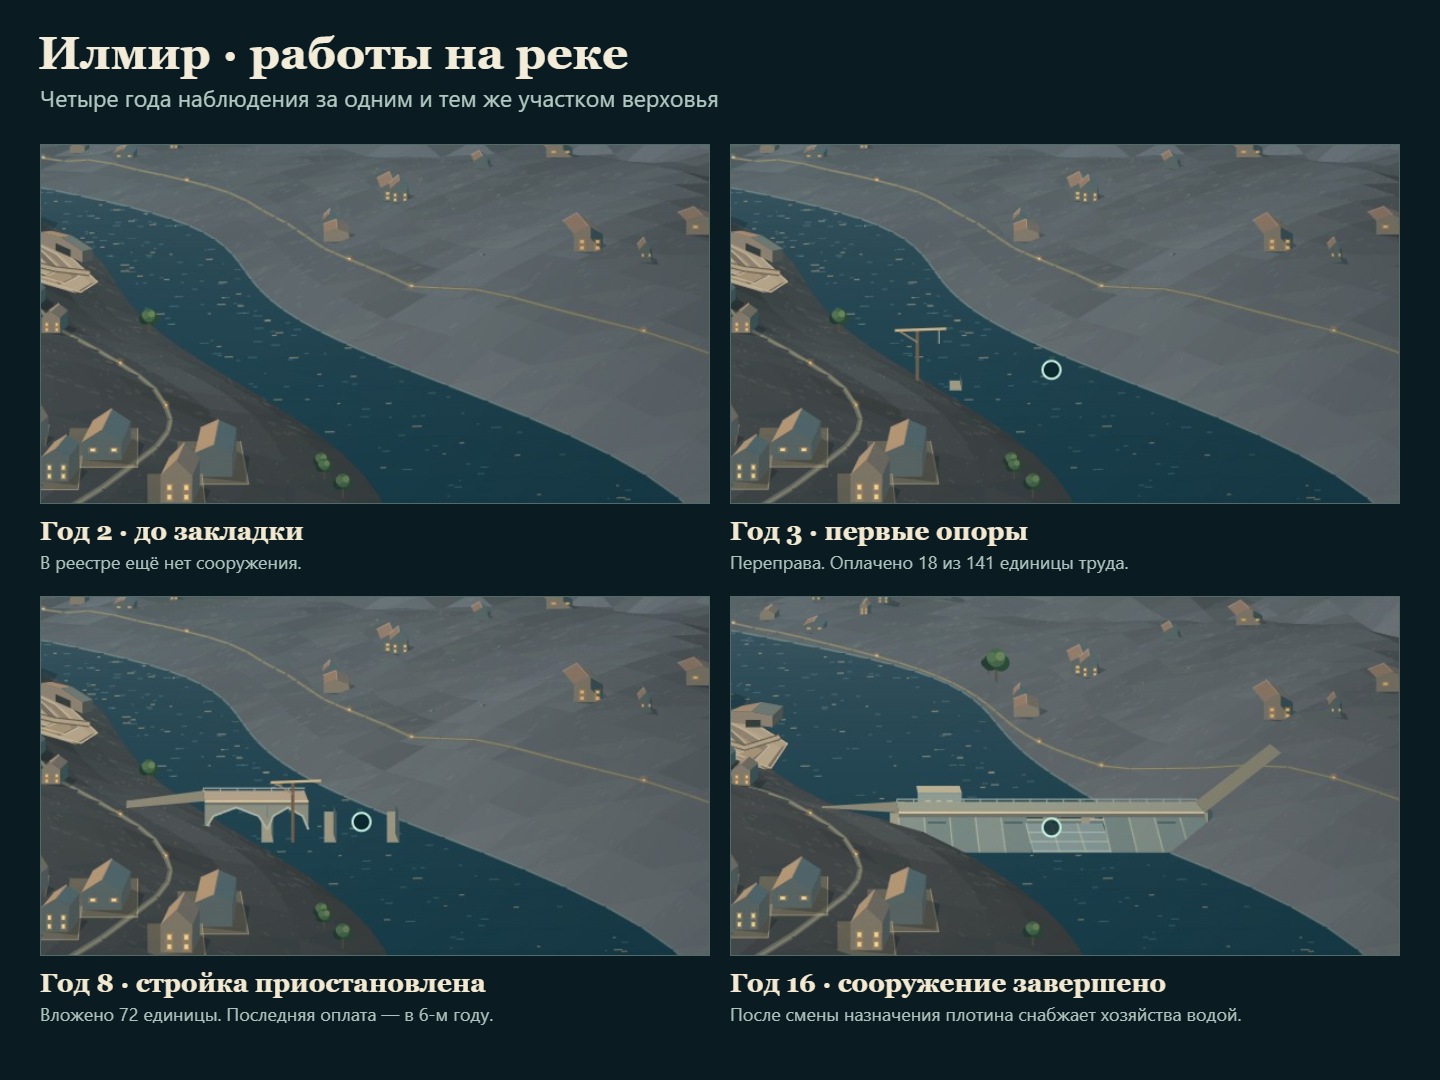 Илмир · работы на реке
Четыре года наблюдения за одним и тем же участком верховья
Год 2 · до закладки
В реестре ещё нет сооружения.
Год 3 · первые опоры
Переправа. Оплачено 18 из 141 единицы труда.
Год 8 · стройка приостановлена
Вложено 72 единицы. Последняя оплата — в 6-м году.
Год 16 · сооружение завершено
После смены назначения плотина снабжает хозяйства водой.